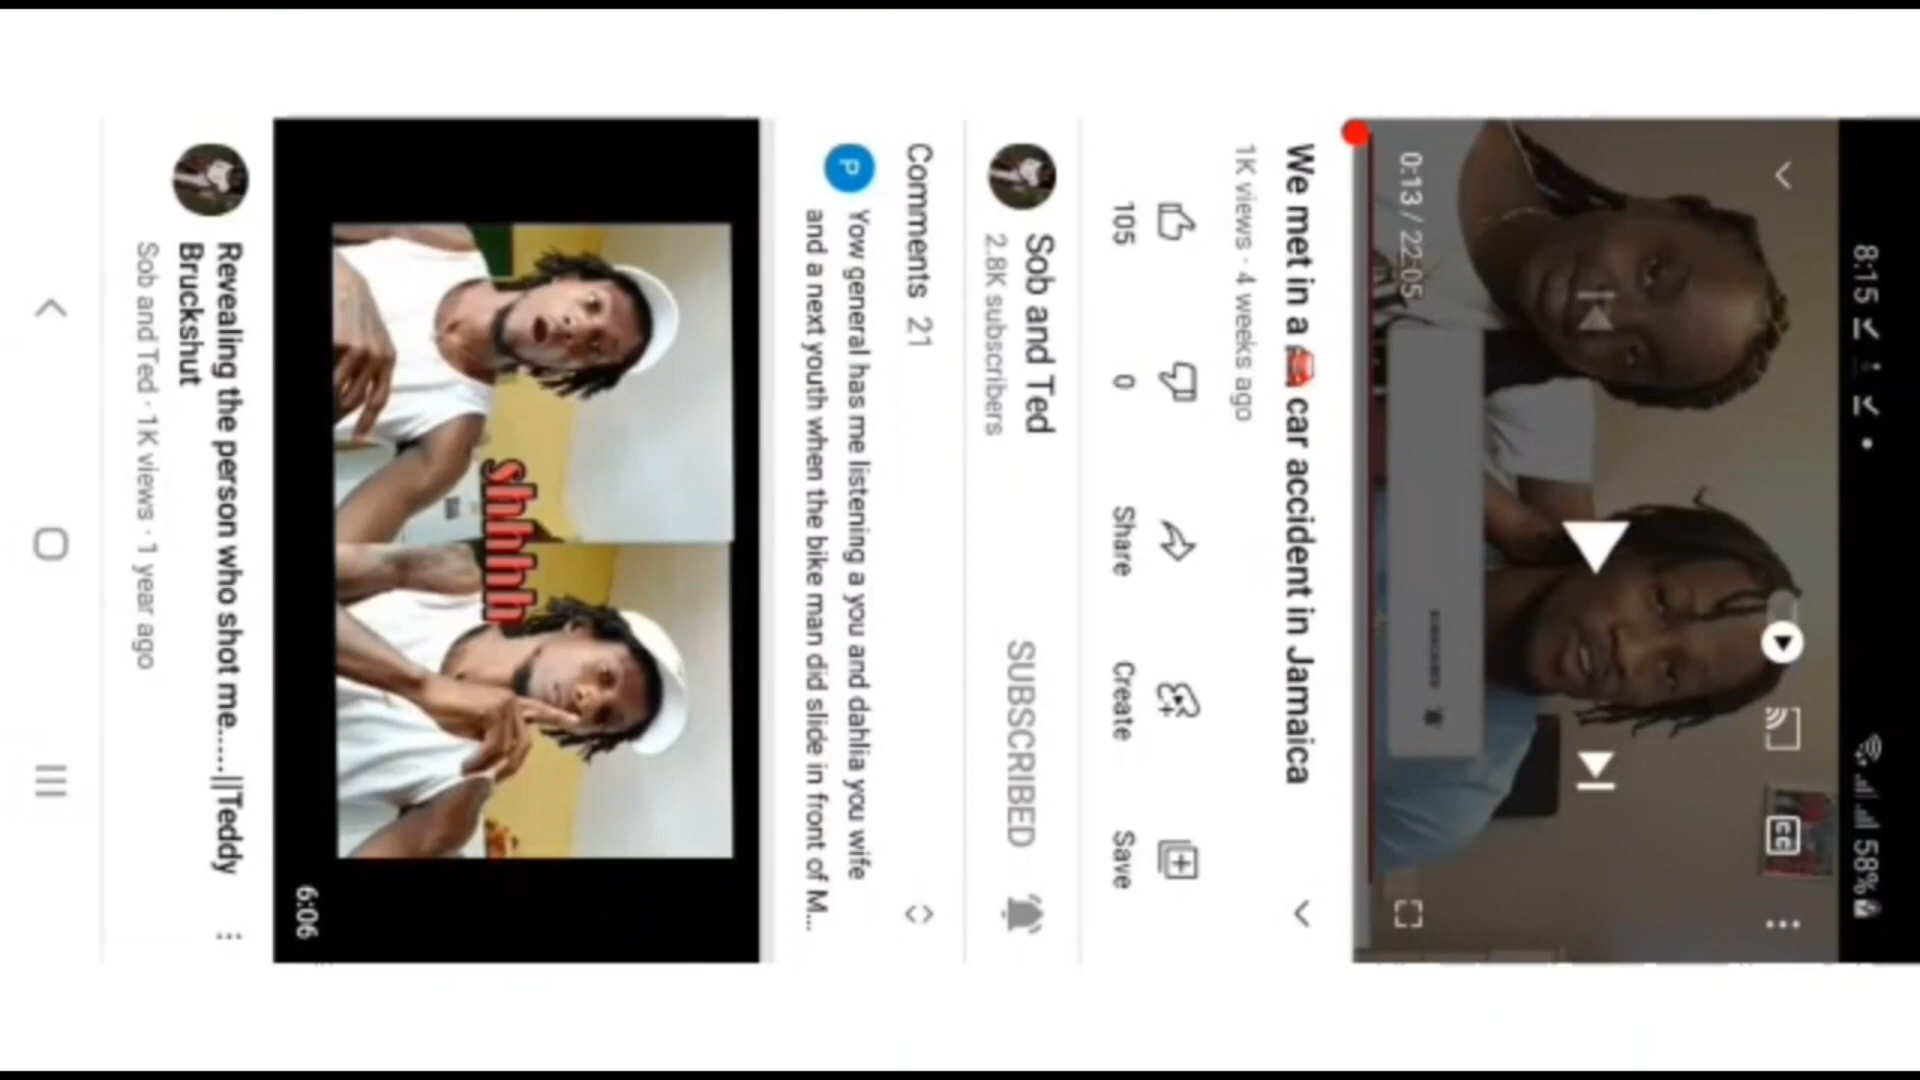 8:15
58%
CC
0:13 / 22:05
SUBSCRIBE
We met in a 🚗 car accident in Jamaica
1K views · 4 weeks ago
105
0
Share
Create
Save
Sob and Ted
2.8K subscribers
SUBSCRIBED
Comments 21
P
Yow general has me listening a you and dahlia you wife
and a next youth when the bike man did slide in front of M...
shhhh
6:06
Revealing the person who shot me.....||Teddy
Bruckshut
Sob and Ted · 1K views · 1 year ago